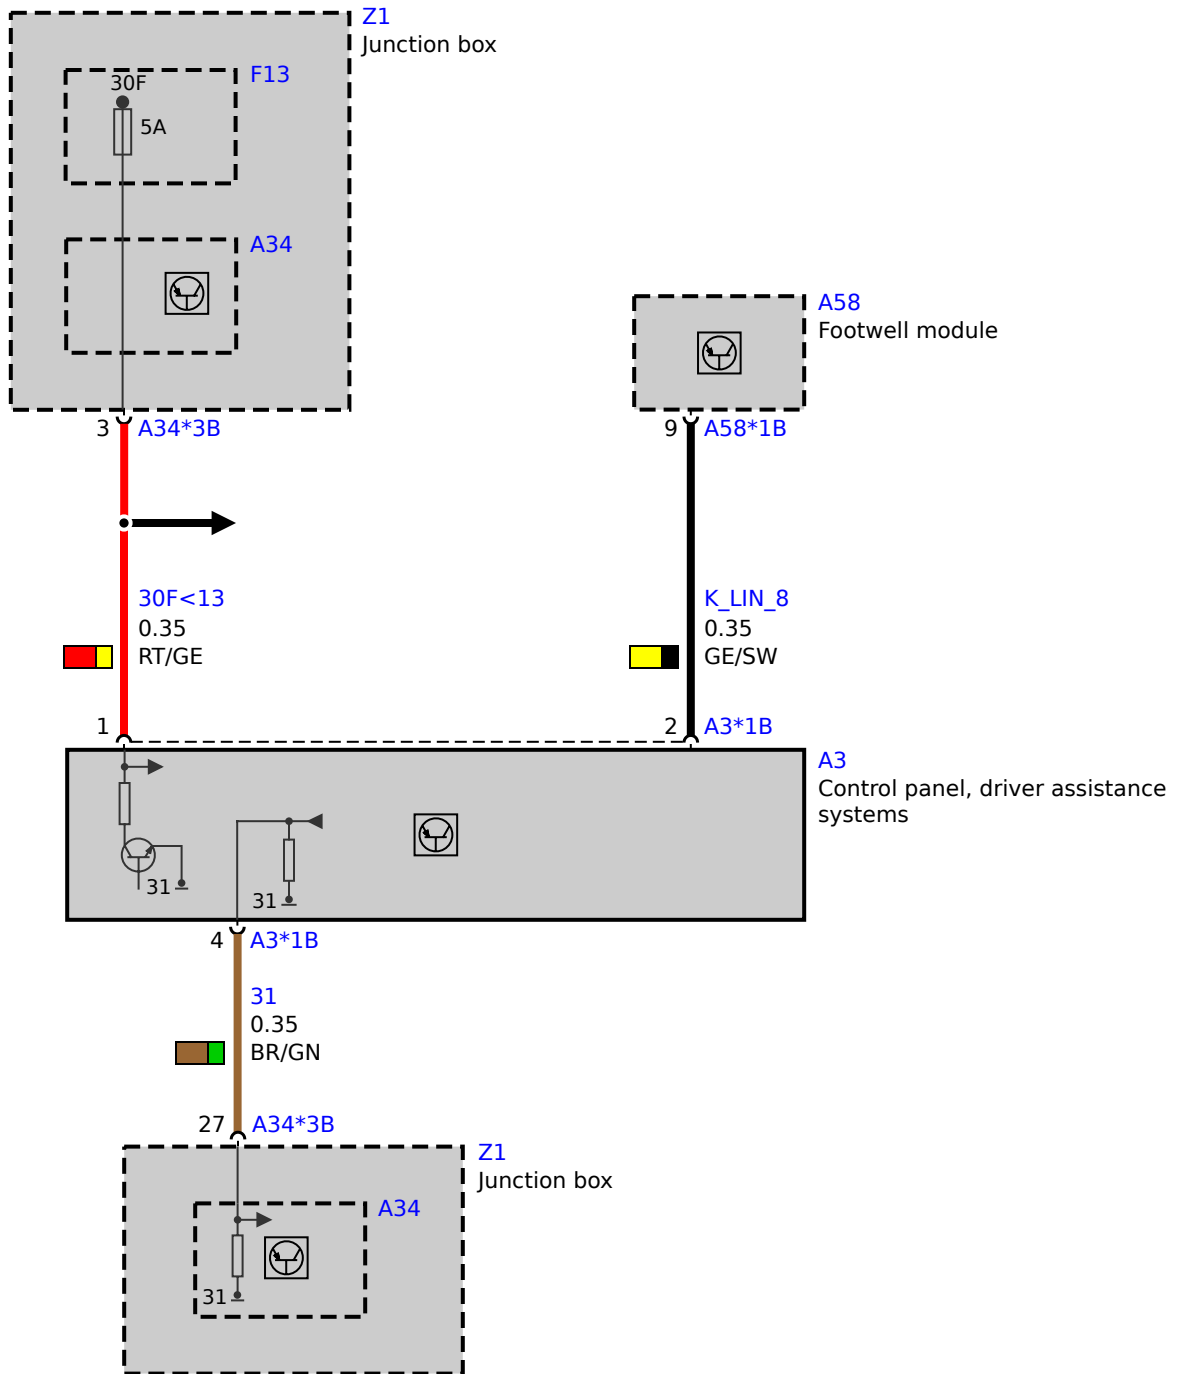 Z1
Junction box
F13
30F
5A
A34
A58
Footwell module
3 A34*3B
9 A58*1B
30F<13
0.35
RT/GE
K_LIN_8
0.35
GE/SW
1
2 A3*1B
A3
Control panel, driver assistance
systems
31
31
4 A3*1B
31
0.35
BR/GN
27 A34*3B
Z1
Junction box
A34
31